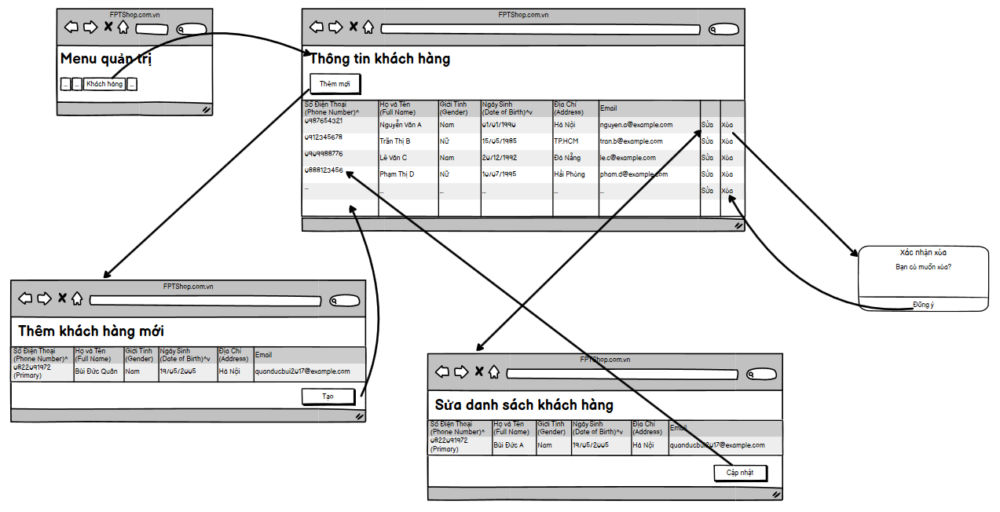 FPTShop.com.vn
Menu quản trị
... ... Khách hàng ...
FPTShop.com.vn
Thông tin khách hàng
Thêm mới
Số Điện Thoại (Phone Number)^ Họ và Tên (Full Name) Giới Tính (Gender) Ngày Sinh (Date of Birth)^v Địa Chỉ (Address) Email
0987654321 Nguyễn Văn A Nam 01/01/1990 Hà Nội nguyen.a@example.com Sửa Xóa
0912345678 Trần Thị B Nữ 15/05/1985 TP.HCM tran.b@example.com Sửa Xóa
0909988776 Lê Văn C Nam 20/12/1992 Đà Nẵng le.c@example.com Sửa Xóa
0888123456 Phạm Thị D Nữ 10/07/1995 Hải Phòng pham.d@example.com Sửa Xóa
... ... ... ... ... ... Sửa Xóa
Xác nhận xóa
Bạn có muốn xóa?
Đồng ý
FPTShop.com.vn
Thêm khách hàng mới
Số Điện Thoại (Phone Number)^ Họ và Tên (Full Name) Giới Tính (Gender) Ngày Sinh (Date of Birth)^v Địa Chỉ (Address) Email
0822091972 (Primary) Bùi Đức Quân Nam 19/05/2005 Hà Nội quanducbui2017@example.com
Tạo
FPTShop.com.vn
Sửa danh sách khách hàng
Số Điện Thoại (Phone Number)^ Họ và Tên (Full Name) Giới Tính (Gender) Ngày Sinh (Date of Birth)^v Địa Chỉ (Address) Email
0822091972 (Primary) Bùi Đức A Nam 19/05/2005 Hà Nội quanducbui2017@example.com
Cập nhật